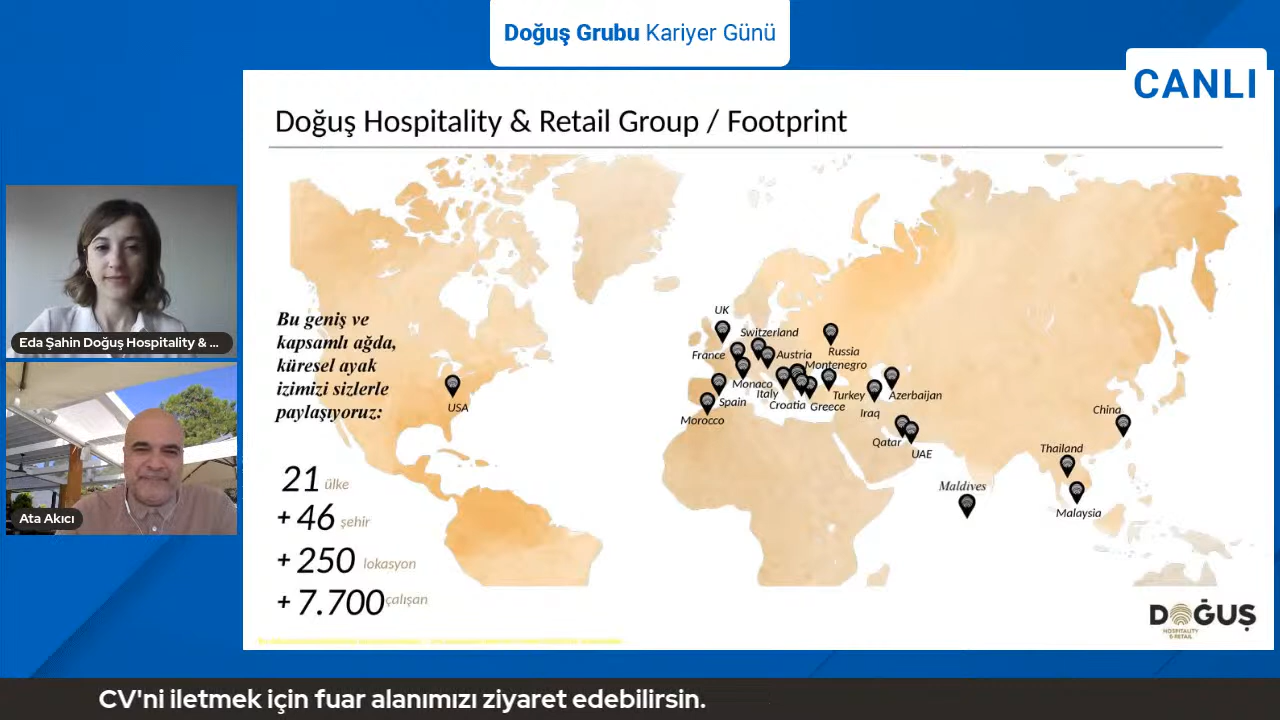 Doğuş Grubu Kariyer Günü
CANLI
Doğuş Hospitality & Retail Group / Footprint
Bu geniş ve
kapsamlı ağda,
küresel ayak
izimizi sizlerle
paylaşıyoruz:
21 ülke
+ 46 şehir
+ 250 lokasyon
+ 7.700 çalışan
USA
UK
Switzerland
France
Austria
Russia
Montenegro
Monaco
Italy
Turkey
Azerbaijan
Spain
Croatia
Greece
Iraq
Morocco
Qatar
UAE
China
Thailand
Maldives
Malaysia
DOĞUŞ
HOSPITALITY
& RETAIL
Eda Şahin Doğuş Hospitality & ...
Ata Akıcı
CV'ni iletmek için fuar alanımızı ziyaret edebilirsin.